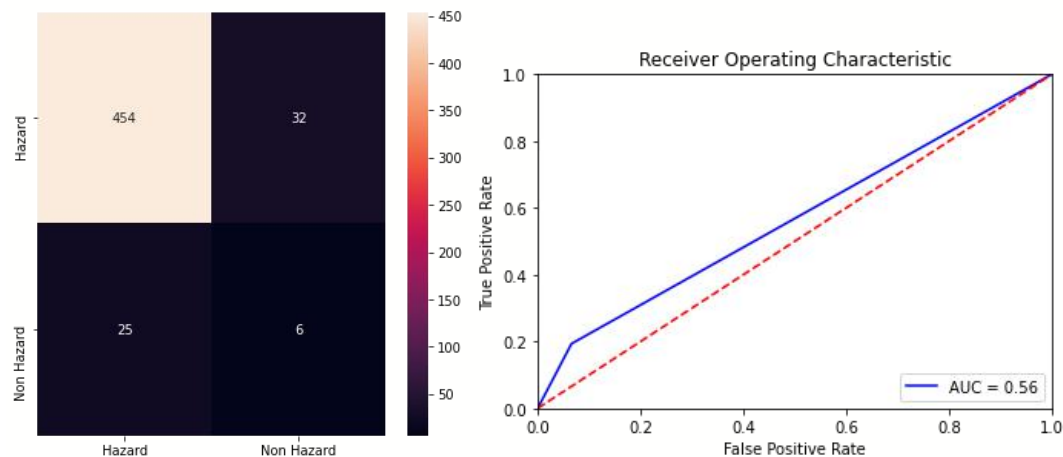 454 32
25 6
Hazard
Non Hazard
Hazard Non Hazard
450
400
350
300
250
200
150
100
50
Receiver Operating Characteristic
True Positive Rate
1.0
0.8
0.6
0.4
0.2
0.0
AUC = 0.56
0.0 0.2 0.4 0.6 0.8 1.0
False Positive Rate